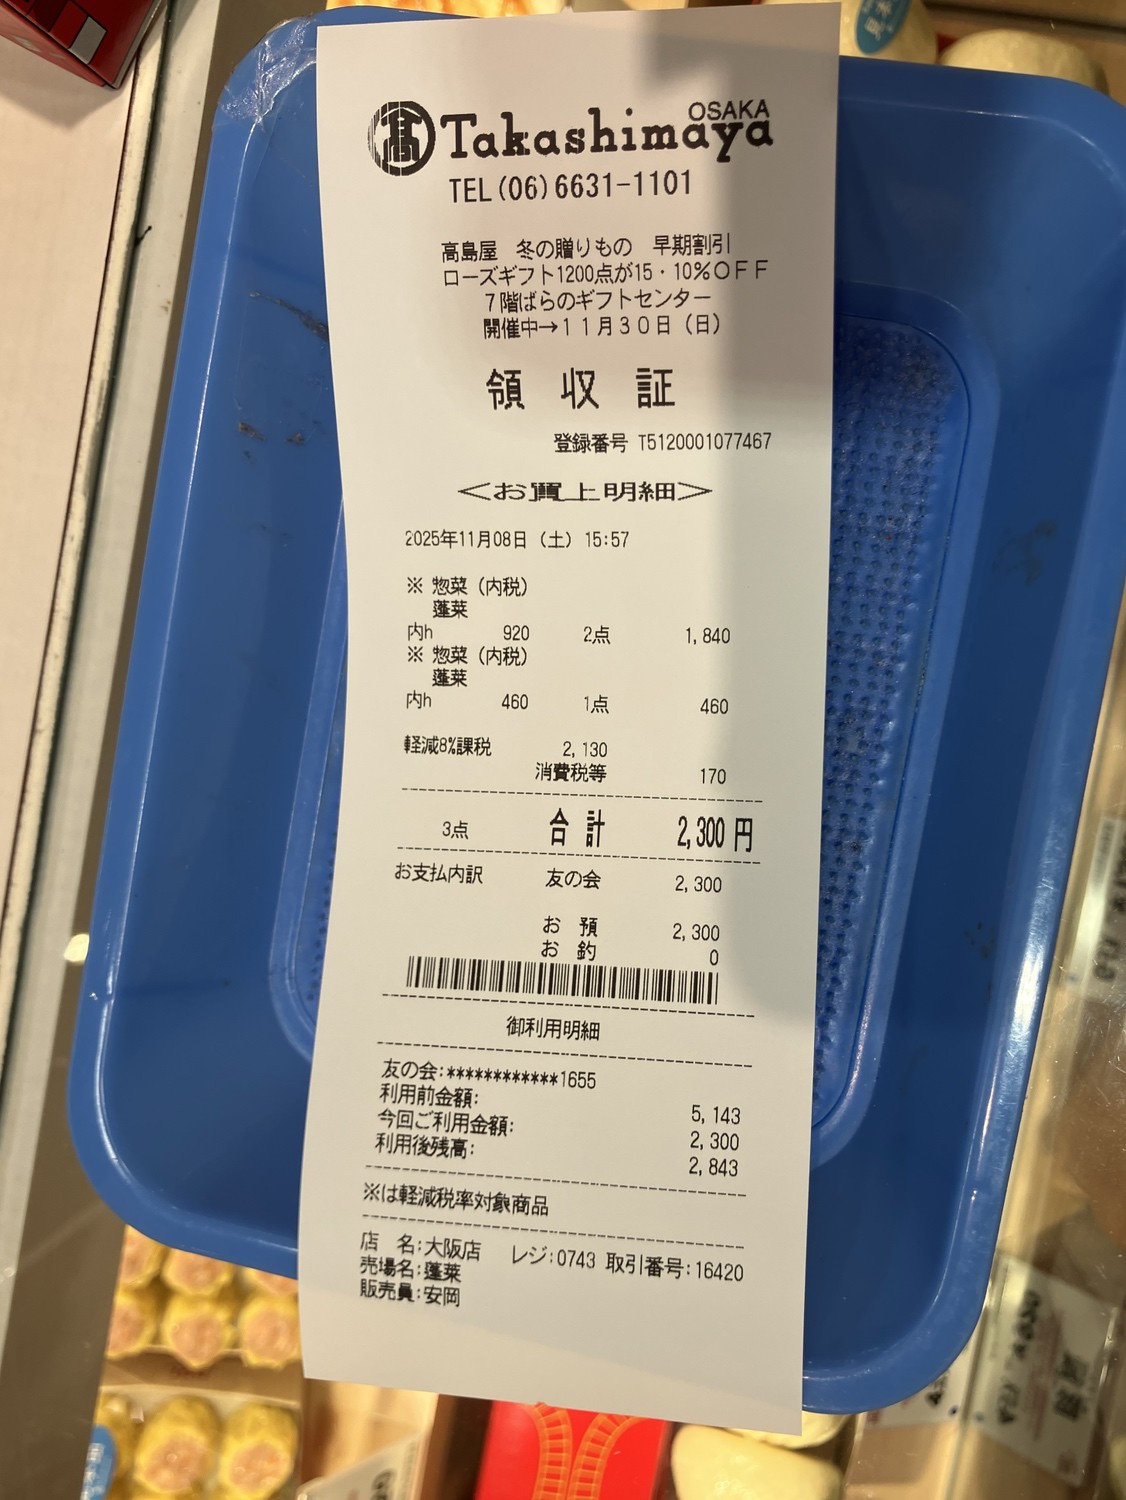 髙 Takashimaya OSAKA
TEL(06)6631-1101
高島屋 冬の贈りもの 早期割引
ローズギフト1200点が15・10%OFF
7階ばらのギフトセンター
開催中→11月30日(日)
領 収 証
登録番号 T5120001077467
<お買上明細>
2025年11月08日(土) 15:57
※ 惣菜(内税)
蓬莱
内h 920 2点 1,840
※ 惣菜(内税)
蓬莱
内h 460 1点 460
軽減8%課税 2,130
消費税等 170
3点 合計 2,300円
お支払内訳 友の会 2,300
お 預 2,300
お 釣 0
御利用明細
友の会:************1655
利用前金額: 5,143
今回ご利用金額: 2,300
利用後残高: 2,843
※は軽減税率対象商品
店 名:大阪店 レジ:0743 取引番号:16420
売場名:蓬莱
販売員:安岡